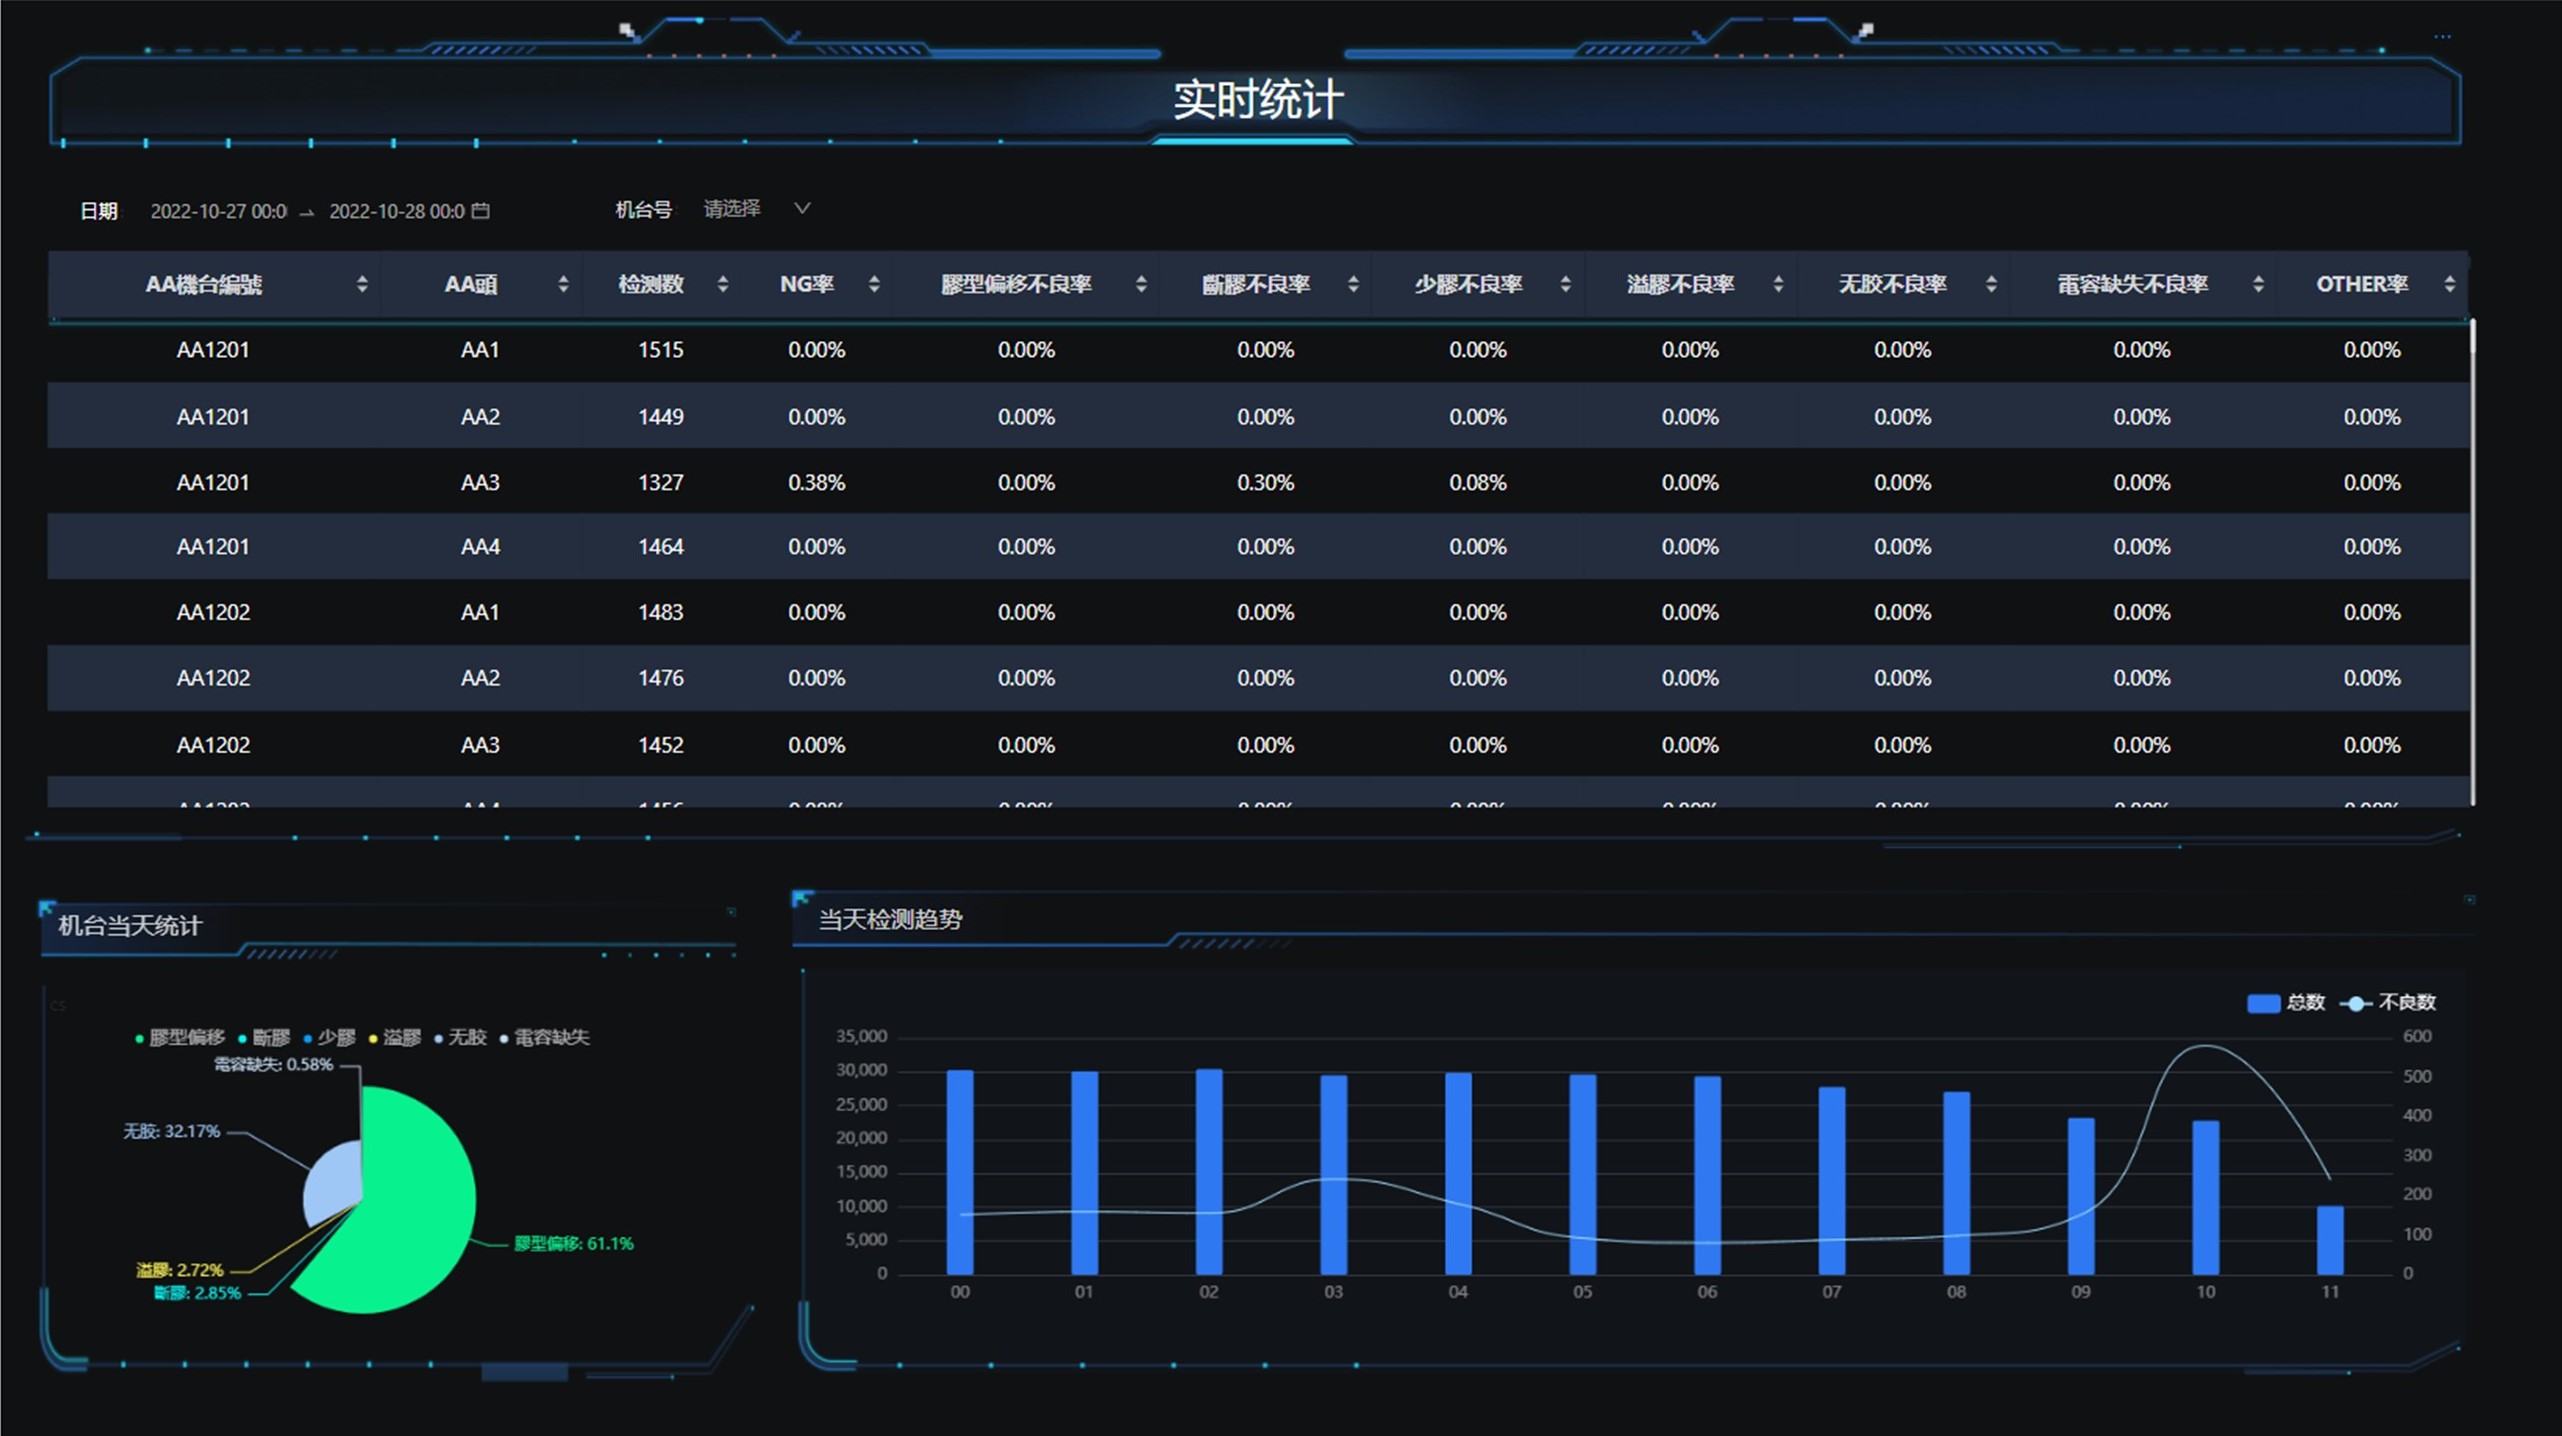 实时统计
日期 2022-10-27 00:0 → 2022-10-28 00:0 机台号 请选择
AA機台编號 AA頭 检测数 NG率 膠型偏移不良率 斷膠不良率 少膠不良率 溢膠不良率 无胶不良率 電容缺失不良率 OTHER率
AA1201 AA1 1515 0.00% 0.00% 0.00% 0.00% 0.00% 0.00% 0.00% 0.00%
AA1201 AA2 1449 0.00% 0.00% 0.00% 0.00% 0.00% 0.00% 0.00% 0.00%
AA1201 AA3 1327 0.38% 0.00% 0.30% 0.08% 0.00% 0.00% 0.00% 0.00%
AA1201 AA4 1464 0.00% 0.00% 0.00% 0.00% 0.00% 0.00% 0.00% 0.00%
AA1202 AA1 1483 0.00% 0.00% 0.00% 0.00% 0.00% 0.00% 0.00% 0.00%
AA1202 AA2 1476 0.00% 0.00% 0.00% 0.00% 0.00% 0.00% 0.00% 0.00%
AA1202 AA3 1452 0.00% 0.00% 0.00% 0.00% 0.00% 0.00% 0.00% 0.00%
机台当天统计
cs
膠型偏移 斷膠 少膠 溢膠 无胶 電容缺失
電容缺失: 0.58%
无胶: 32.17%
膠型偏移: 61.1%
溢膠: 2.72%
斷膠: 2.85%
当天检测趋势
总数 不良数
35,000 600
30,000 500
25,000 400
20,000
15,000 300
10,000 200
5,000 100
0 0
00 01 02 03 04 05 06 07 08 09 10 11